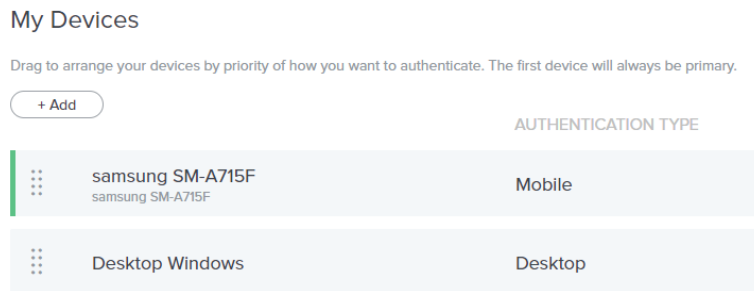 My Devices
Drag to arrange your devices by priority of how you want to authenticate. The first device will always be primary.
+ Add
AUTHENTICATION TYPE
samsung SM-A715F
samsung SM-A715F
Mobile
Desktop Windows
Desktop